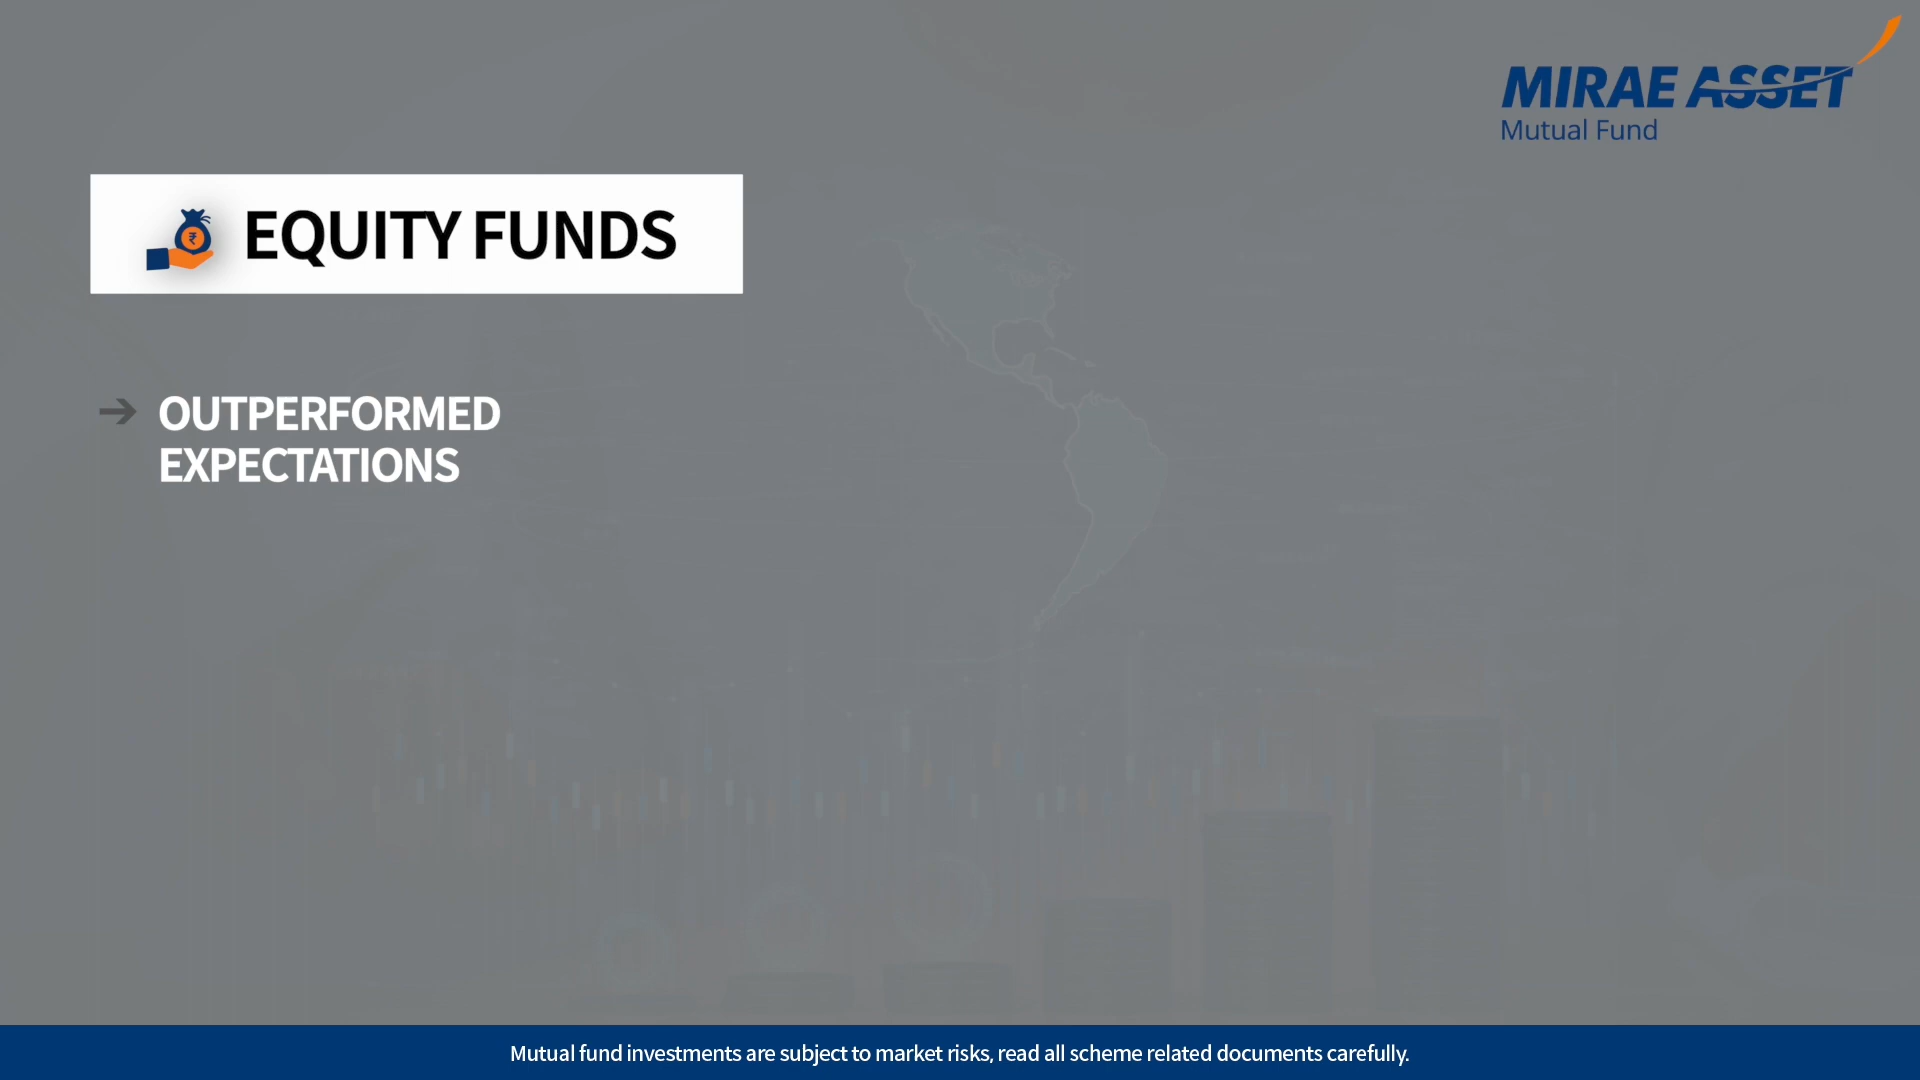 MIRAE ASSET
Mutual Fund
₹ EQUITY FUNDS
OUTPERFORMED
EXPECTATIONS
Mutual fund investments are subject to market risks, read all scheme related documents carefully.